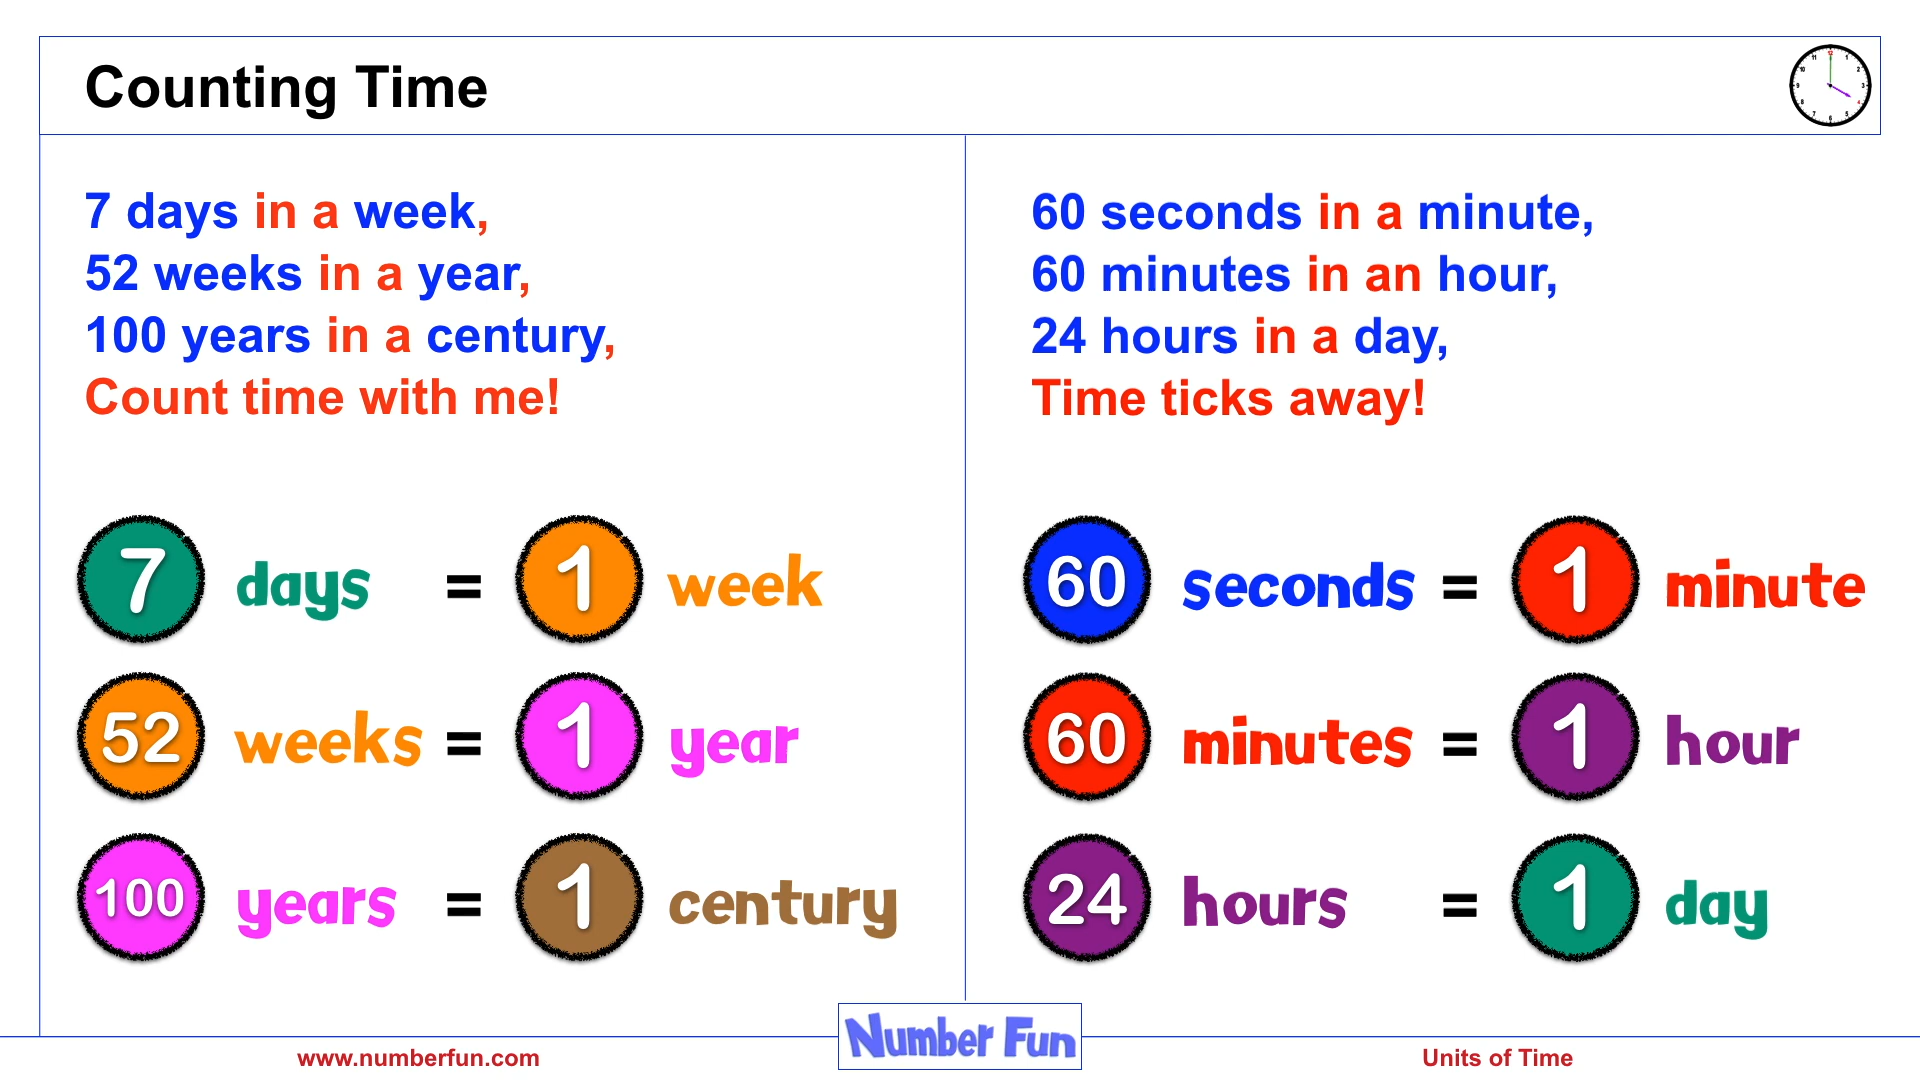 Counting Time
7 days in a week,
52 weeks in a year,
100 years in a century,
Count time with me!
7 days = 1 week
52 weeks = 1 year
100 years = 1 century
60 seconds in a minute,
60 minutes in an hour,
24 hours in a day,
Time ticks away!
60 seconds = 1 minute
60 minutes = 1 hour
24 hours = 1 day
www.numberfun.com
Number Fun
Units of Time